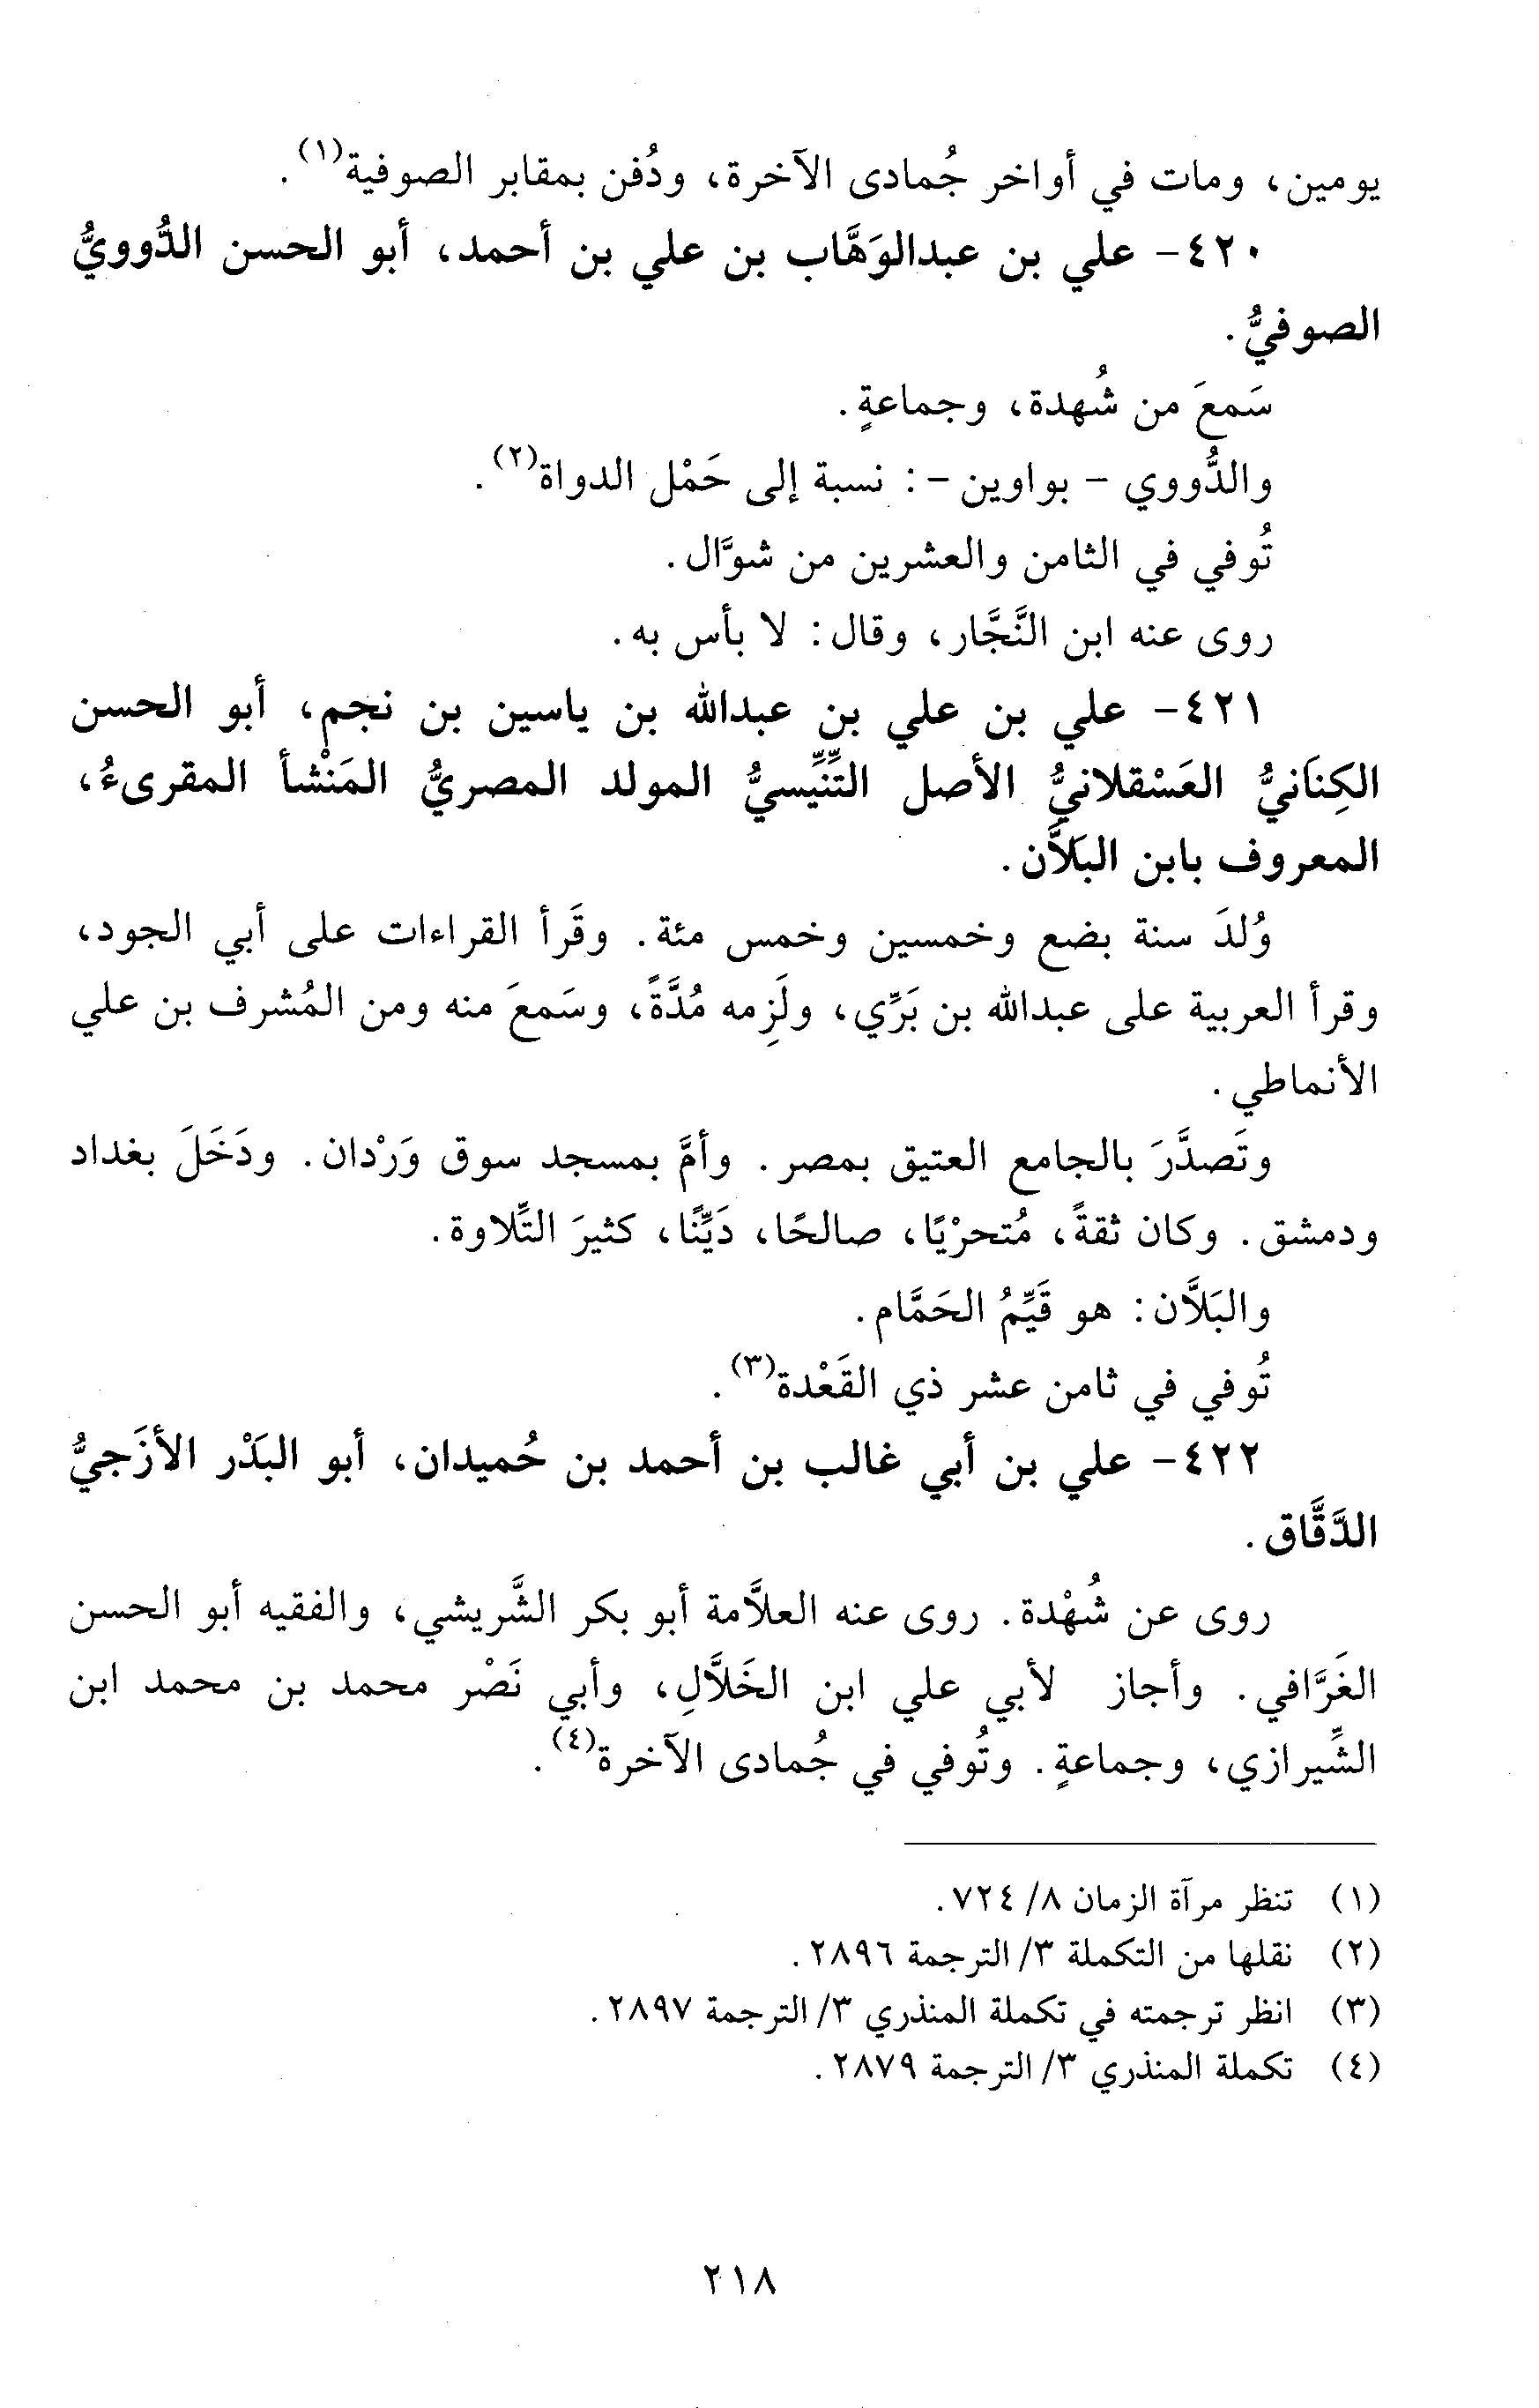 يومين، ومات في أواخر جُمادى الآخرة، ودُفن بمقابر الصوفية(١).
٤٢٠- علي بن عبدالوَهَّاب بن علي بن أحمد، أبو الحسن الدُّوويُّ
الصوفيُّ.
سَمعَ من شُهدة، وجماعةٍ.
والدُّووي - بواوين -: نسبة إلى حَمْل الدواة(٢).
تُوفي في الثامن والعشرين من شوَّال.
روى عنه ابن النَّجَّار، وقال: لا بأس به.
٤٢١- علي بن علي بن عبدالله بن ياسين بن نجم، أبو الحسن
الكِنَانيُّ العَسْقلانيُّ الأصل التِّنِّيسيُّ المولد المصريُّ المَنْشأ المقرىءُ،
المعروف بابن البَلاَّن.
وُلدَ سنة بضع وخمسين وخمس مئة. وقَرأ القراءات على أبي الجود،
وقرأ العربية على عبدالله بن بَرِّي، ولَزِمه مُدَّةً، وسَمعَ منه ومن المُشرف بن علي
الأنماطي.
وتَصدَّرَ بالجامع العتيق بمصر. وأمَّ بمسجد سوق وَرْدان. ودَخَلَ بغداد
ودمشق. وكان ثقةً، مُتحرْيًا، صالحًا، دَيِّنًا، كثيرَ التِّلاوة.
والبَلاَّن: هو قَيِّمُ الحَمَّام.
تُوفي في ثامن عشر ذي القَعْدة(٣).
٤٢٢- علي بن أبي غالب بن أحمد بن حُميدان، أبو البَدْر الأزَجيُّ
الدَّقَّاق.
روى عن شُهْدة. روى عنه العلاَّمة أبو بكر الشَّريشي، والفقيه أبو الحسن
الغَرَّافي. وأجاز لأبي علي ابن الخَلاَّلِ، وأبي نَصْر محمد بن محمد ابن
الشِّيرازي، وجماعةٍ. وتُوفي في جُمادى الآخرة(٤).
(١) تنظر مرآة الزمان ٨/ ٧٢٤.
(٢) نقلها من التكملة ٣/ الترجمة ٢٨٩٦.
(٣) انظر ترجمته في تكملة المنذري ٣/ الترجمة ٢٨٩٧.
(٤) تكملة المنذري ٣/ الترجمة ٢٨٧٩.
٢١٨